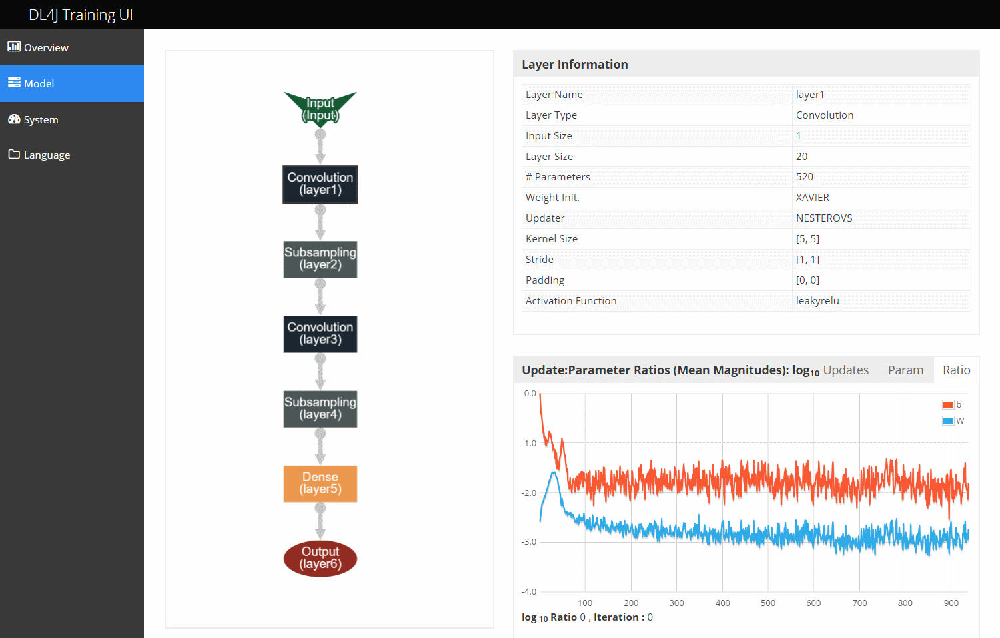 DL4J Training UI
Overview
Model
System
Language
Input
(Input)
Convolution
(layer1)
Subsampling
(layer2)
Convolution
(layer3)
Subsampling
(layer4)
Dense
(layer5)
Output
(layer6)
Layer Information
Layer Name layer1
Layer Type Convolution
Input Size 1
Layer Size 20
# Parameters 520
Weight Init. XAVIER
Updater NESTEROVS
Kernel Size [5, 5]
Stride [1, 1]
Padding [0, 0]
Activation Function leakyrelu
Update:Parameter Ratios (Mean Magnitudes): log10 Updates Param Ratio
0.0
b
W
-1.0
-2.0
-3.0
-4.0
100 200 300 400 500 600 700 800 900
log 10 Ratio 0 , Iteration : 0